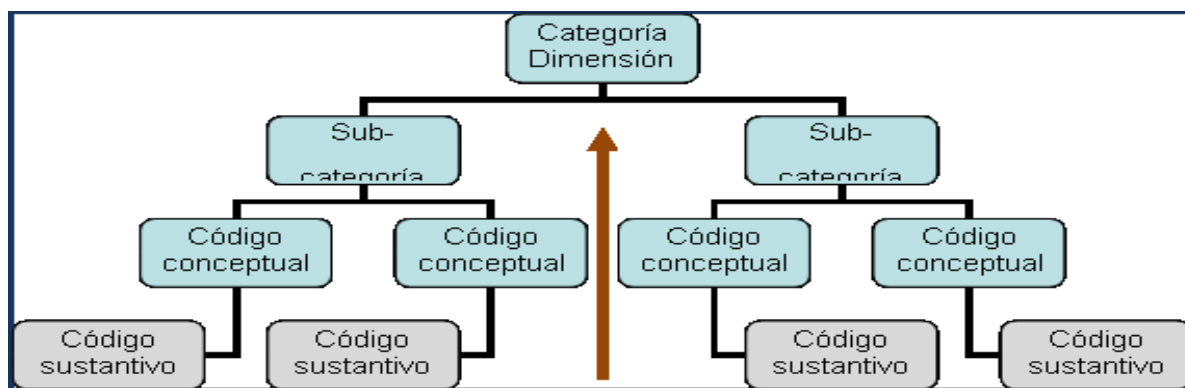 Categoría
Dimensión
Sub-
categoría
Sub-
categoría
Código
conceptual
Código
conceptual
Código
conceptual
Código
conceptual
Código
sustantivo
Código
sustantivo
Código
sustantivo
Código
sustantivo